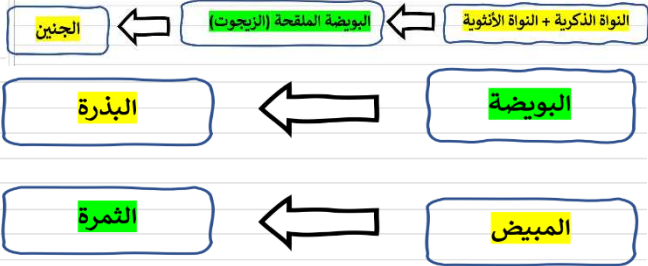 النواة الذكرية + النواة الأنثوية
البويضة الملقحة (الزيجوت)
الجنين
البويضة
البذرة
المبيض
الثمرة